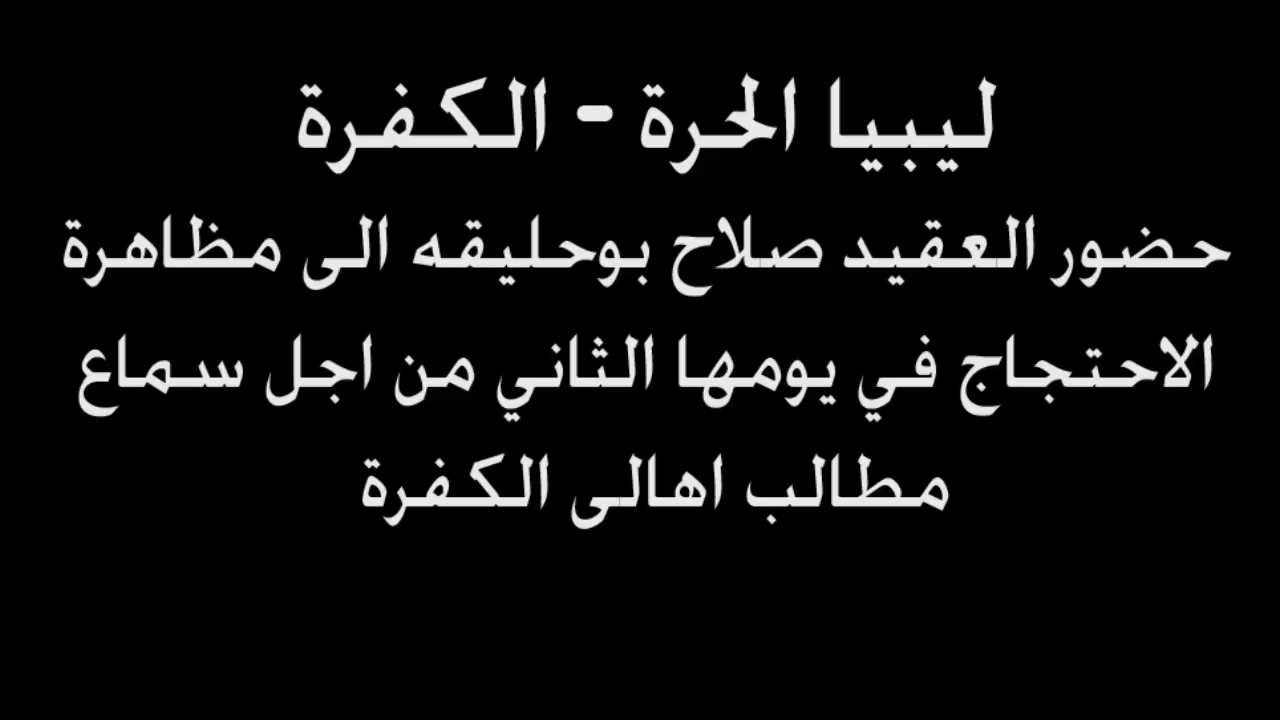 ليبيا الحرة - الكفرة
حضور العقيد صلاح بوحليقه الى مظاهرة
الاحتجاج في يومها الثاني من اجل سماع
مطالب اهالى الكفرة